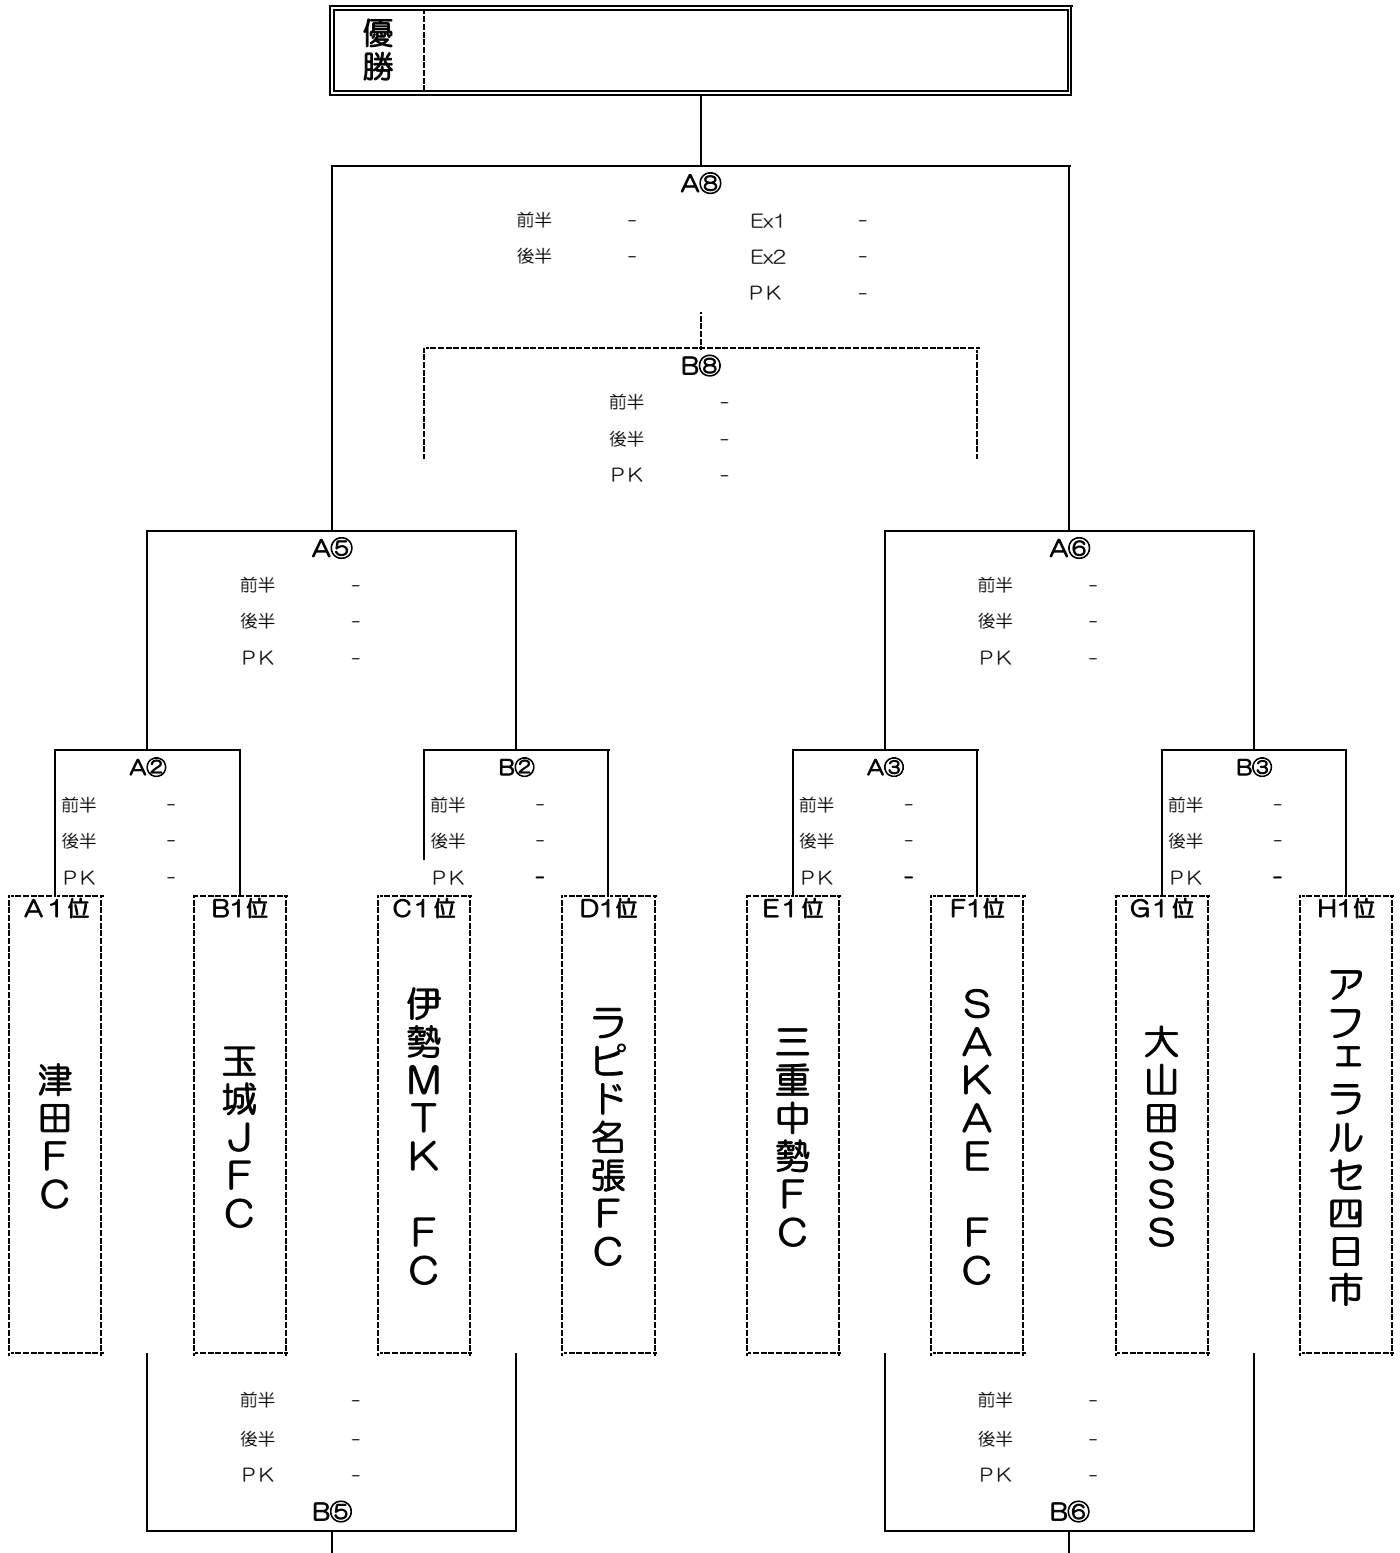 優勝
A⑧
前半 - Ex1 -
後半 - Ex2 -
PK -
B⑧
前半 -
後半 -
PK -
A⑤ A⑥
前半 - 前半 -
後半 - 後半 -
PK - PK -
A② B② A③ B③
前半 - 前半 - 前半 - 前半 -
後半 - 後半 - 後半 - 後半 -
PK - PK - PK - PK -
A1位 B1位 C1位 D1位 E1位 F1位 G1位 H1位
津田FC
玉城JFC
伊勢MTK FC
ラピド名張FC
三重中勢FC
SAKAE FC
大山田SSS
アフェラルセ四日市
前半 - 前半 -
後半 - 後半 -
PK - PK -
B⑤ B⑥